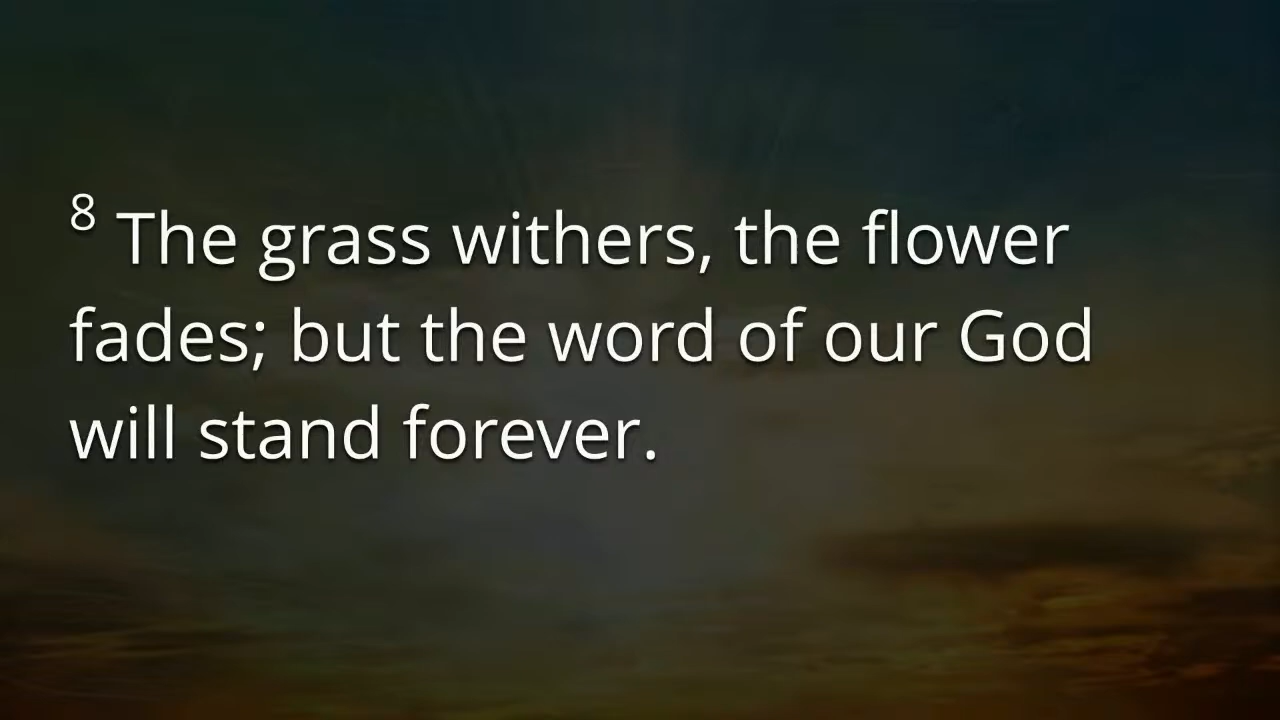 8 The grass withers, the flower
fades; but the word of our God
will stand forever.